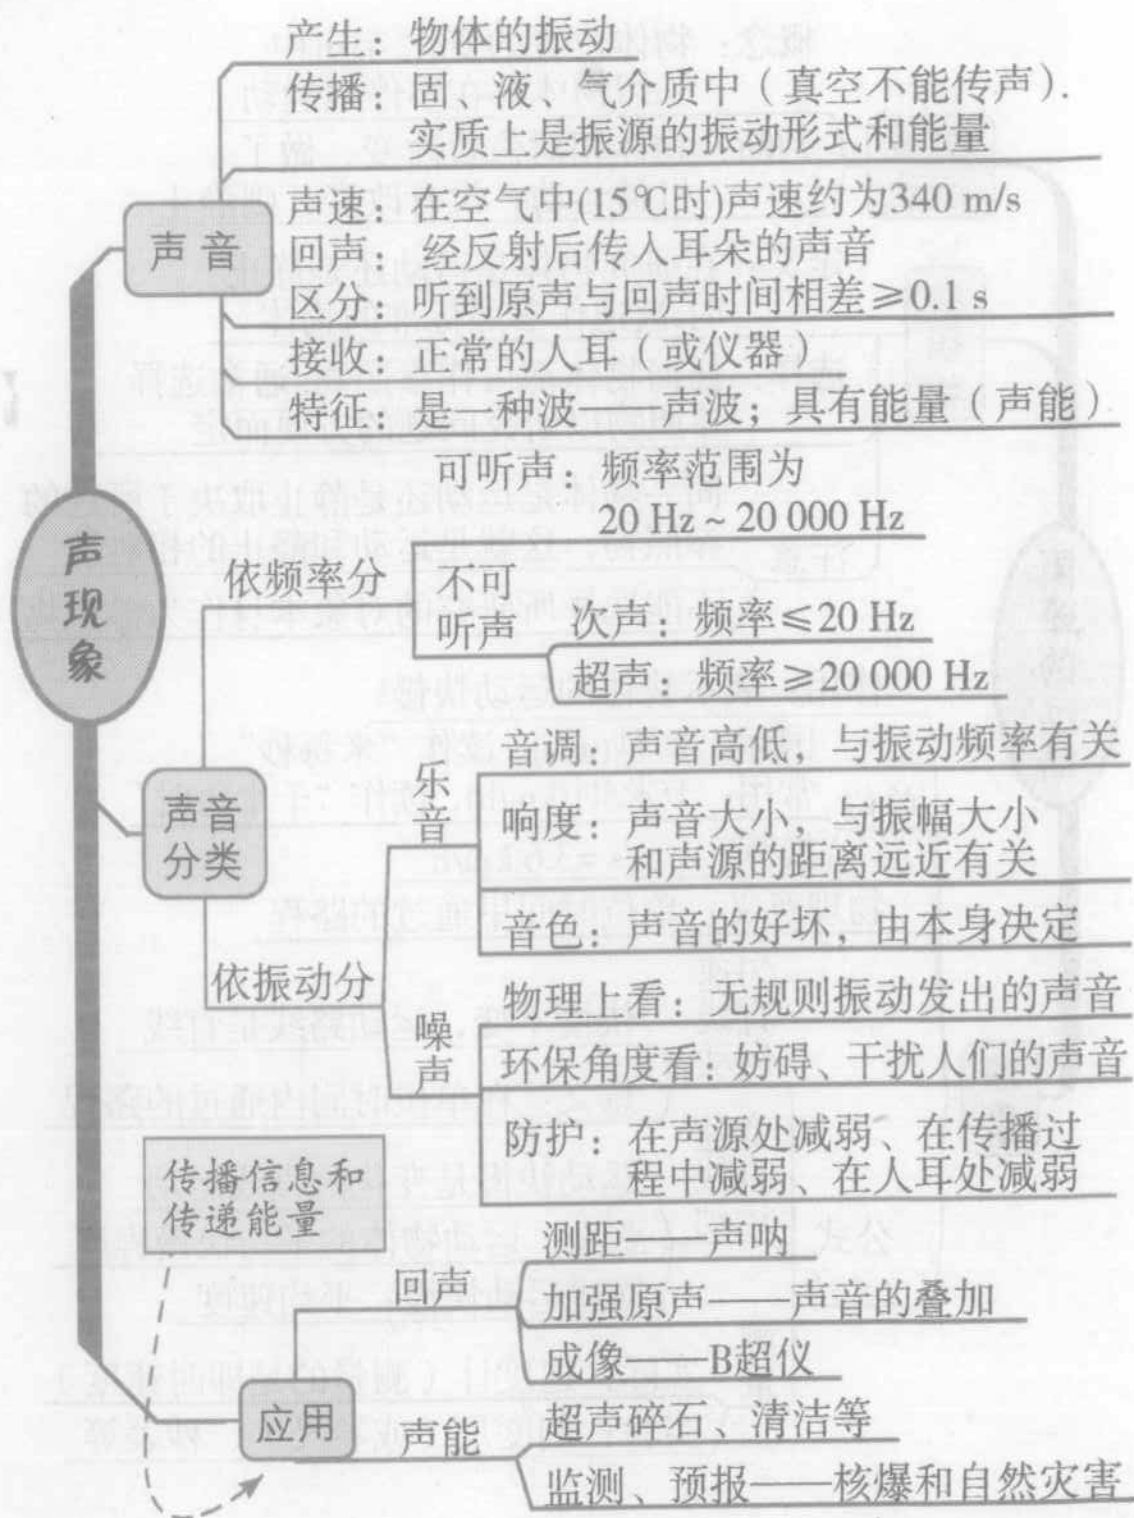 产生：物体的振动
传播：固、液、气介质中（真空不能传声）.
实质上是振源的振动形式和能量
声音
声速：在空气中(15℃时)声速约为340 m/s
回声：经反射后传人耳朵的声音
区分：听到原声与回声时间相差≥0.1 s
接收：正常的人耳（或仪器）
特征：是一种波——声波；具有能量（声能）
声现象
可听声：频率范围为
20 Hz ~ 20 000 Hz
依频率分
不可
听声
次声：频率≤20 Hz
超声：频率≥20 000 Hz
声音
分类
乐音
音调：声音高低，与振动频率有关
响度：声音大小，与振幅大小
和声源的距离远近有关
音色：声音的好坏，由本身决定
依振动分
噪声
物理上看：无规则振动发出的声音
环保角度看：妨碍、干扰人们的声音
防护：在声源处减弱、在传播过
程中减弱、在人耳处减弱
传播信息和
传递能量
回声
测距——声呐
加强原声——声音的叠加
成像——B超仪
应用
声能
超声碎石、清洁等
监测、预报——核爆和自然灾害